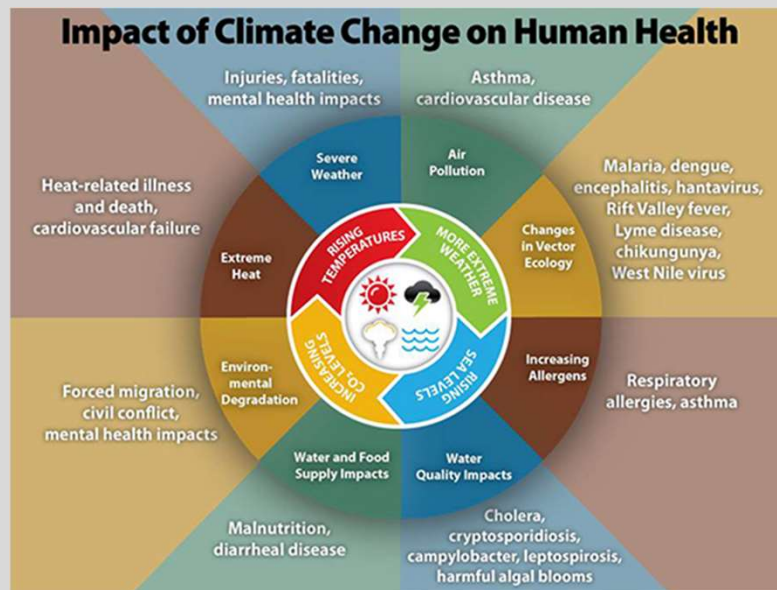 Impact of Climate Change on Human Health
Injuries, fatalities,
mental health impacts
Asthma,
cardiovascular disease
Severe
Weather
Air
Pollution
Heat-related illness
and death,
cardiovascular failure
Malaria, dengue,
encephalitis, hantavirus,
Rift Valley fever,
Lyme disease,
chikungunya,
West Nile virus
Extreme
Heat
Changes
in Vector
Ecology
RISING
TEMPERATURES
MORE EXTREME
WEATHER
INCREASING
CO₂ LEVELS
RISING
SEA LEVELS
Environ-
mental
Degradation
Increasing
Allergens
Forced migration,
civil conflict,
mental health impacts
Respiratory
allergies, asthma
Water and Food
Supply Impacts
Water
Quality Impacts
Malnutrition,
diarrheal disease
Cholera,
cryptosporidiosis,
campylobacter, leptospirosis,
harmful algal blooms